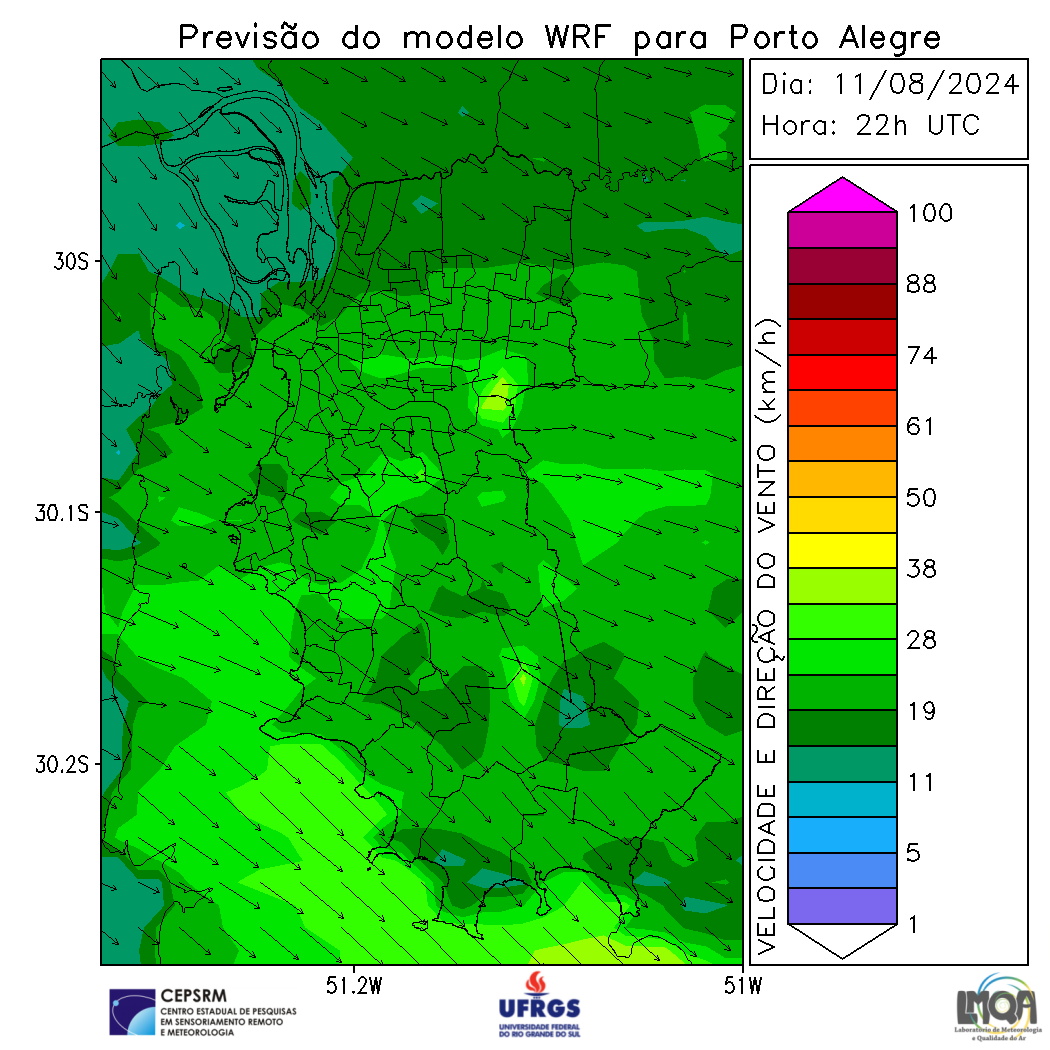 Previsão do modelo WRF para Porto Alegre
Dia: 11/08/2024
Hora: 22h UTC
30S
30.1S
30.2S
51.2W
51W
VELOCIDADE E DIREÇÃO DO VENTO (km/h)
100
88
74
61
50
38
28
19
11
5
1
CEPSRM
CENTRO ESTADUAL DE PESQUISAS
EM SENSORIAMENTO REMOTO
E METEOROLOGIA
UFRGS
UNIVERSIDADE FEDERAL
DO RIO GRANDE DO SUL
LMQA
Laboratório de Meteorologia
e Qualidade do Ar